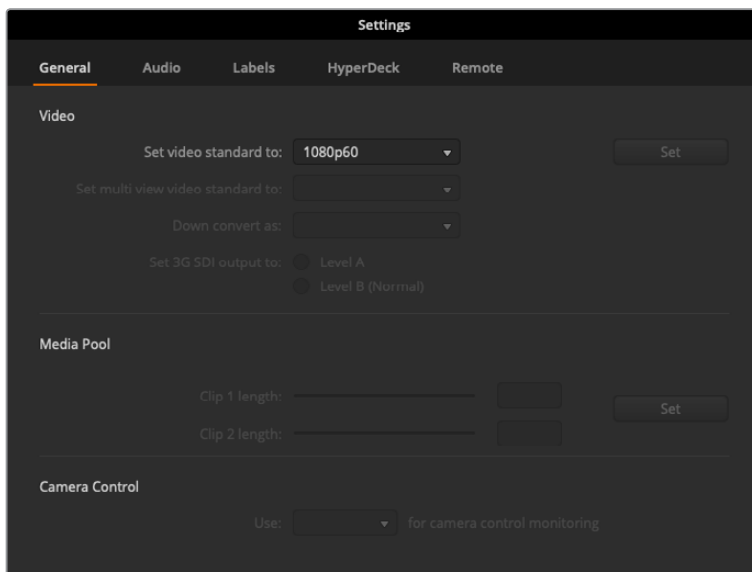 Settings
General Audio Labels HyperDeck Remote
Video
Set video standard to: 1080p60 Set
Set multi view video standard to:
Down convert as:
Set 3G SDI output to: Level A
Level B (Normal)
Media Pool
Clip 1 length:
Set
Clip 2 length:
Camera Control
Use: for camera control monitoring